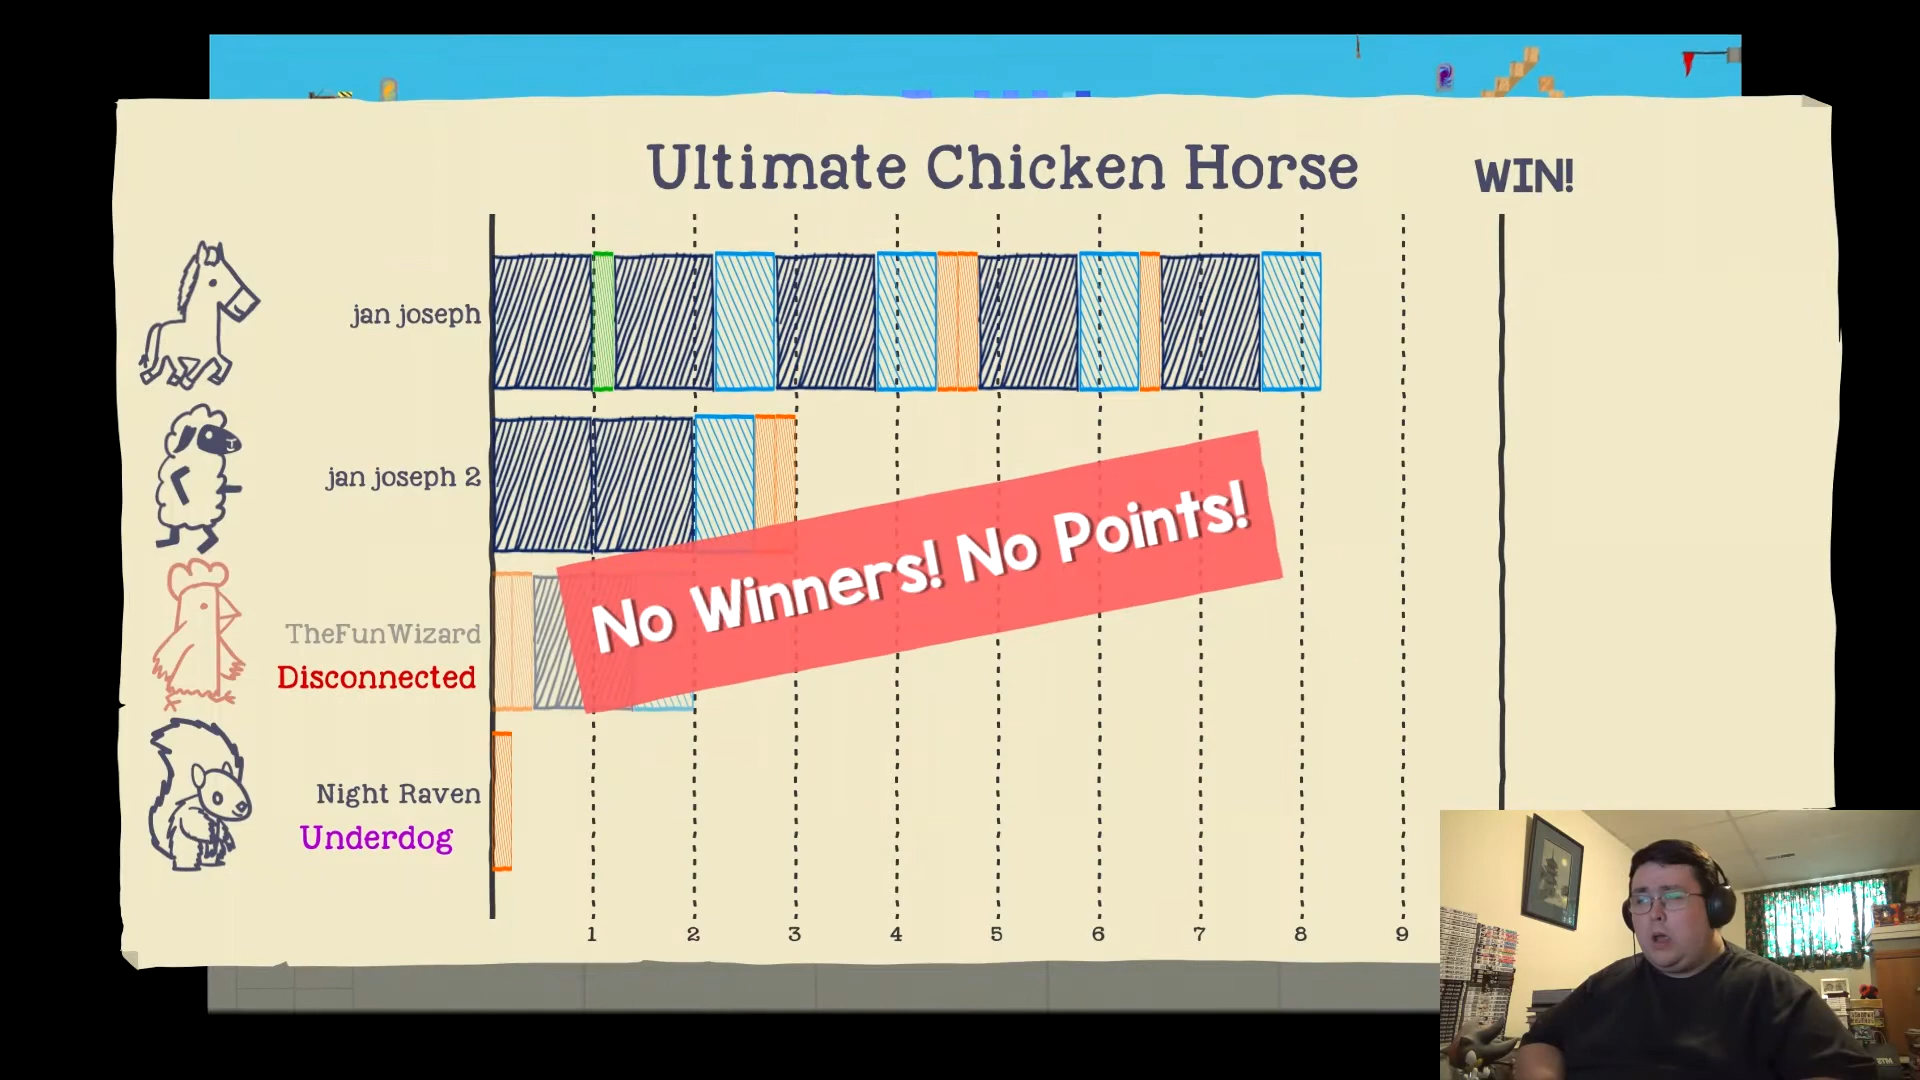 Ultimate Chicken Horse
WIN!
jan joseph
jan joseph 2
No Winners! No Points!
TheFunWizard
Disconnected
Night Raven
Underdog
1 2 3 4 5 6 7 8 9